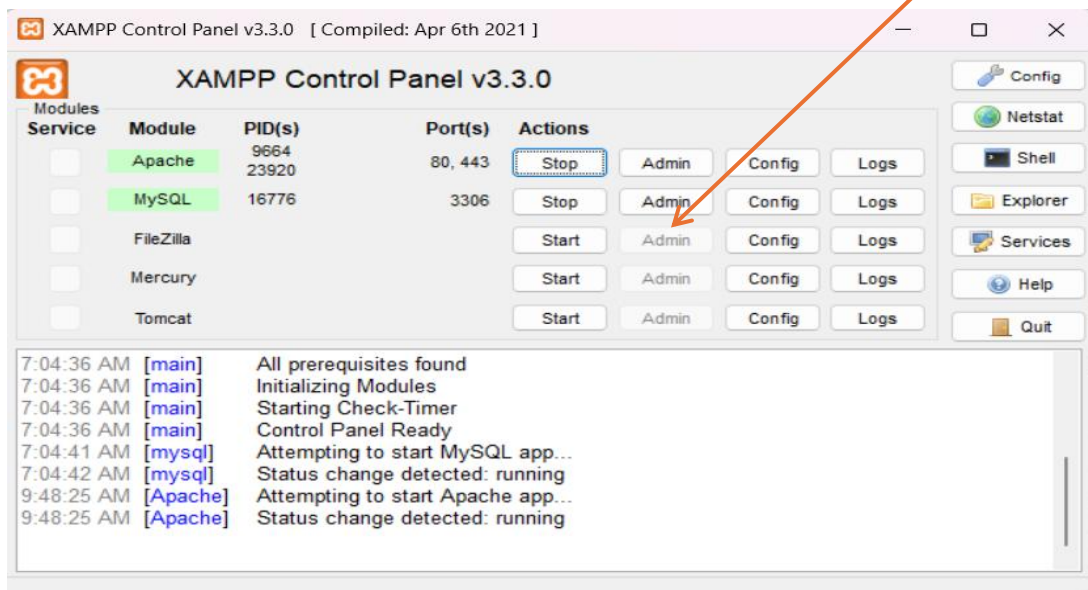 XAMPP Control Panel v3.3.0 [ Compiled: Apr 6th 2021 ]
XAMPP Control Panel v3.3.0
Config
Modules
Service Module PID(s) Port(s) Actions
Netstat
Apache 9664 23920 80, 443 Stop Admin Config Logs
Shell
MySQL 16776 3306 Stop Admin Config Logs
Explorer
FileZilla Start Admin Config Logs
Services
Mercury Start Admin Config Logs
Help
Tomcat Start Admin Config Logs
Quit
7:04:36 AM [main] All prerequisites found
7:04:36 AM [main] Initializing Modules
7:04:36 AM [main] Starting Check-Timer
7:04:36 AM [main] Control Panel Ready
7:04:41 AM [mysql] Attempting to start MySQL app...
7:04:42 AM [mysql] Status change detected: running
9:48:25 AM [Apache] Attempting to start Apache app...
9:48:25 AM [Apache] Status change detected: running